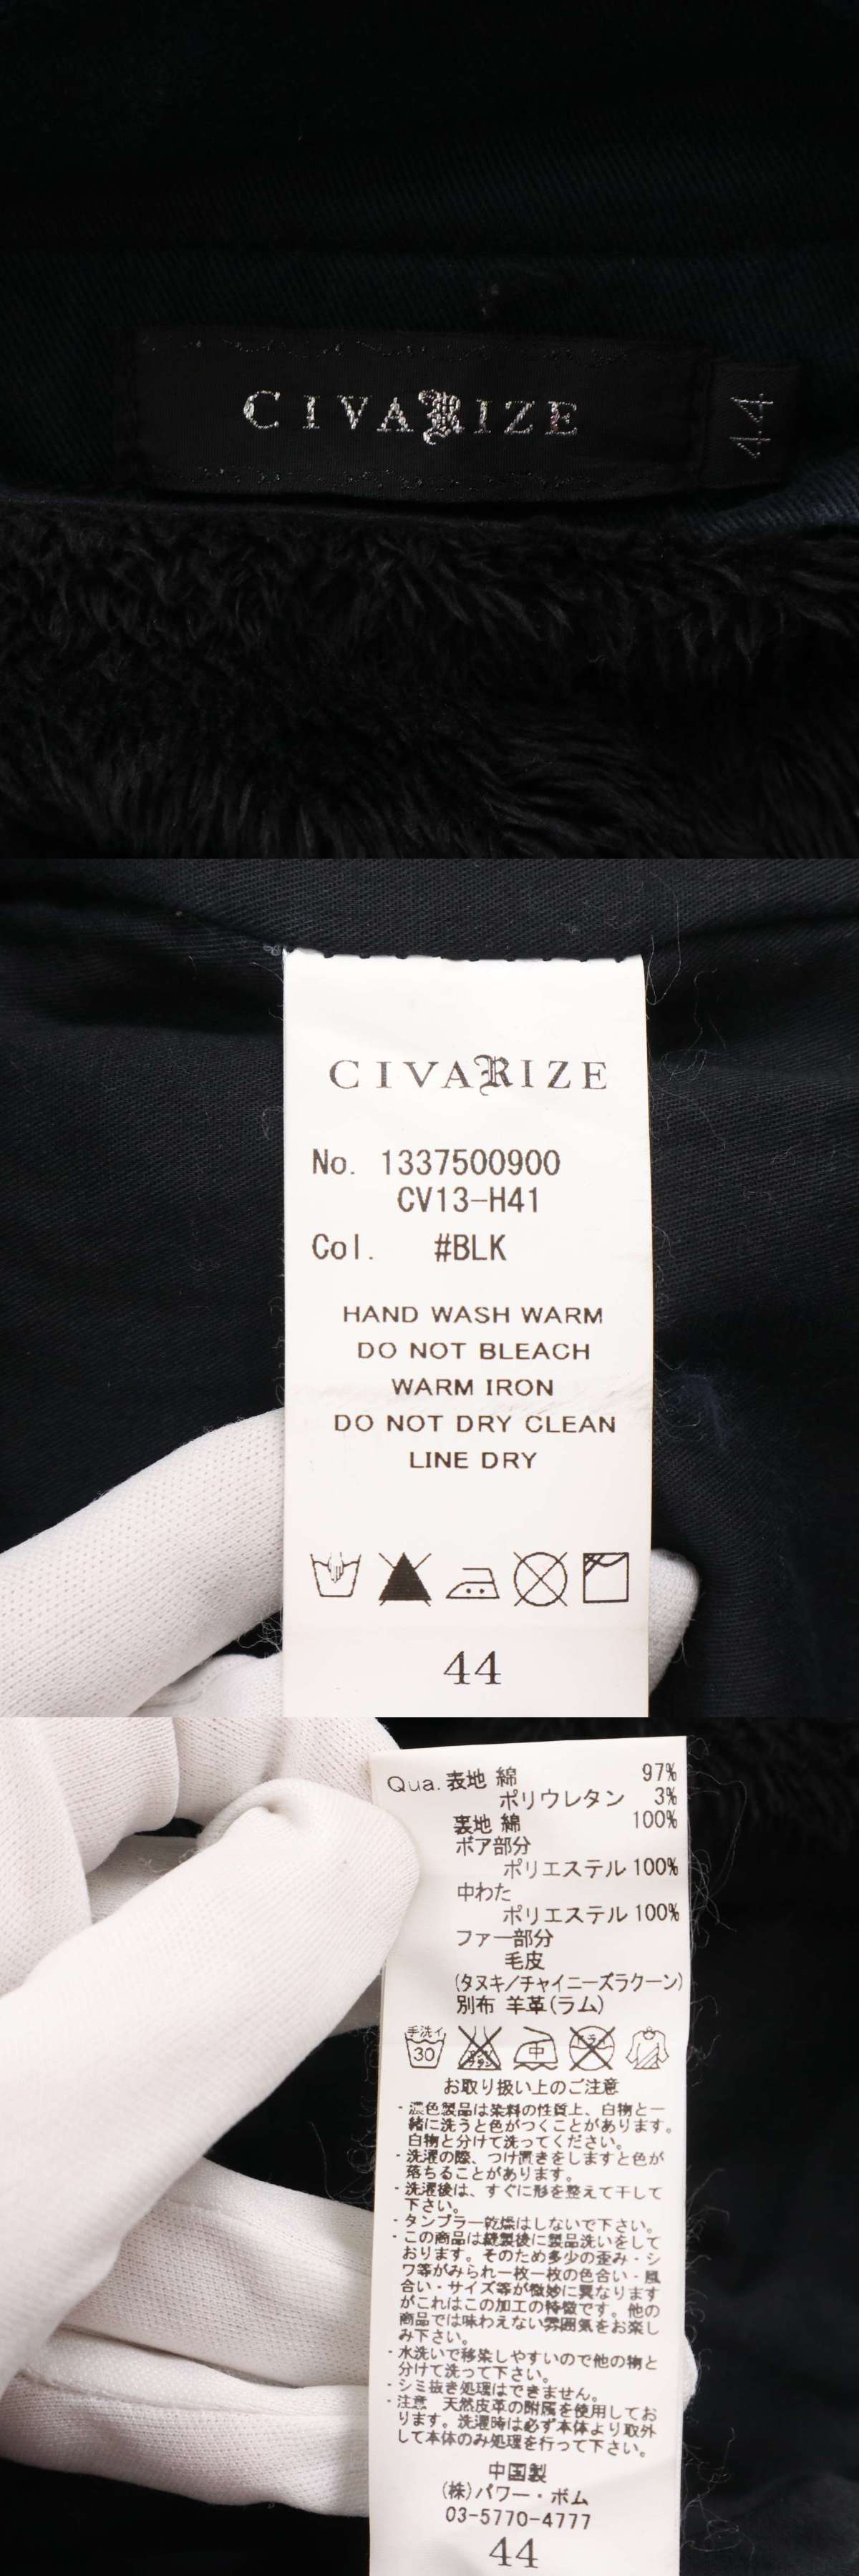 CIVARIZE
44
CIVARIZE
No. 1337500900
CV13-H41
Col. #BLK
HAND WASH WARM
DO NOT BLEACH
WARM IRON
DO NOT DRY CLEAN
LINE DRY
44
Qua. 表地 綿 97%
ポリウレタン 3%
裏地 綿 100%
ボア部分
ポリエステル 100%
中わた
ポリエステル 100%
ファー部分
毛皮
(タヌキ/チャイニーズラクーン)
別布 羊革(ラム)
手洗イ
30
中
お取り扱い上のご注意
・濃色製品は染料の性質上、白物と一
緒に洗うと色がつくことがあります。
白物と分けて洗ってください。
・洗濯の際、つけ置きをしますと色が
落ちることがあります。
・洗濯後は、すぐに形を整えて干して
下さい。
・タンブラー乾燥はしないで下さい。
・この商品は縫製後に製品洗いをして
おります。そのため多少の歪み・シ
ワ等がみられ一枚一枚の色合い・風
合い・サイズ等が微妙に異なります
がこれはこの加工の特徴です。他の
商品では味わえない雰囲気をお楽し
み下さい。
・水洗いで移染しやすいので他の物と
分けて洗って下さい。
・シミ抜き処理はできません。
・注意 天然皮革の附属を使用してお
ります。洗濯時は必ず本体より取外
して本体のみ処理を行って下さい。
中国製
(株)パワー・ボム
03-5770-4777
44